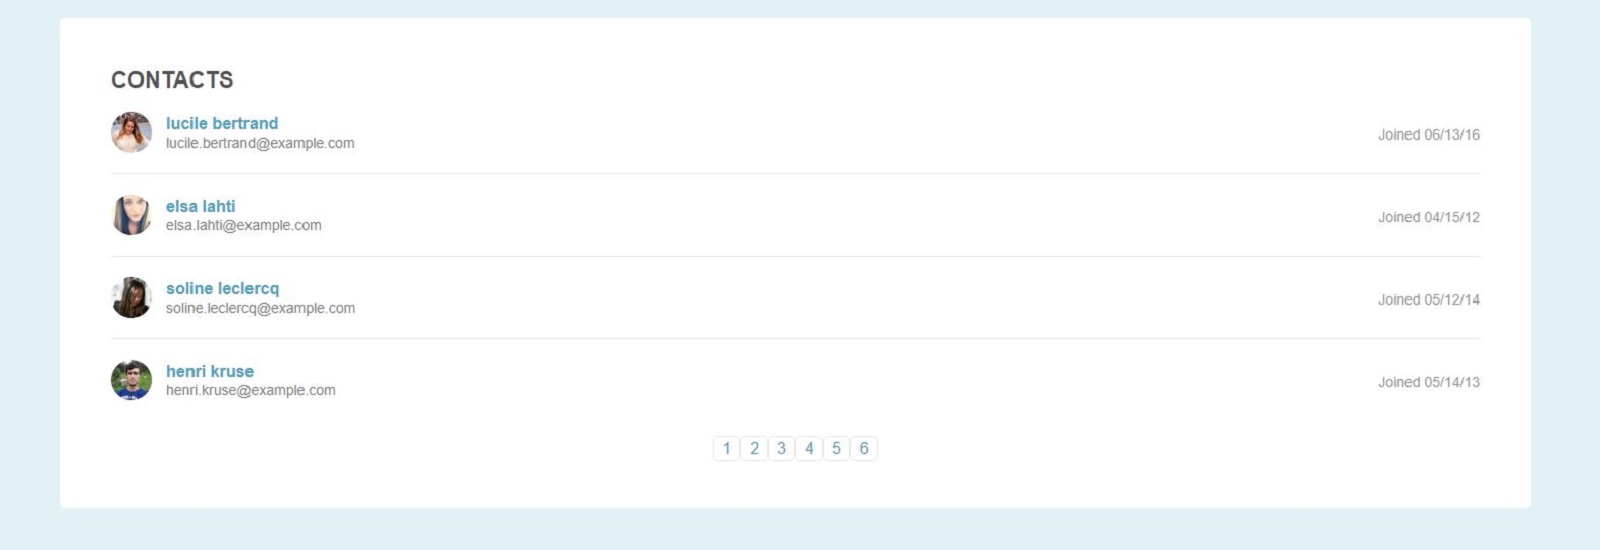 CONTACTS
lucile bertrand
lucile.bertrand@example.com
Joined 06/13/16
elsa lahti
elsa.lahti@example.com
Joined 04/15/12
soline leclercq
soline.leclercq@example.com
Joined 05/12/14
henri kruse
henri.kruse@example.com
Joined 05/14/13
1 2 3 4 5 6